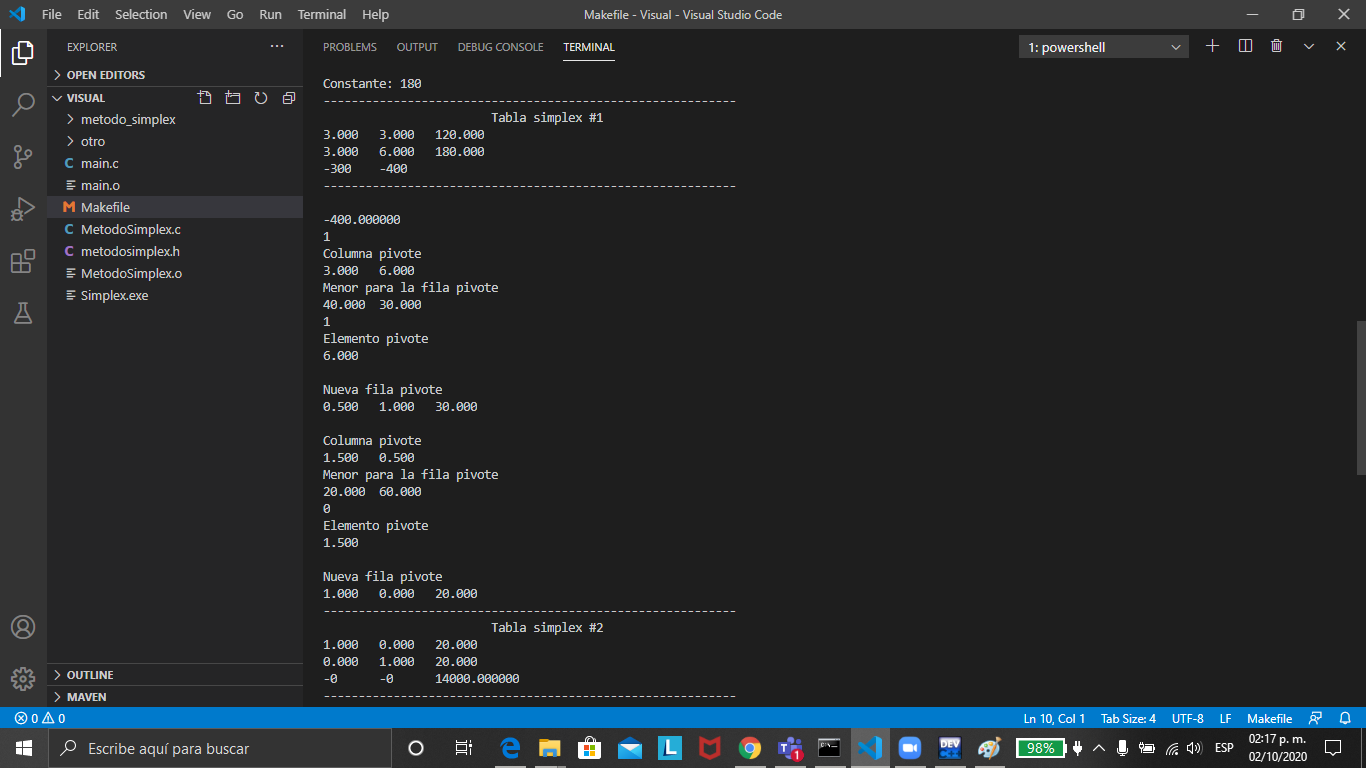 File Edit Selection View Go Run Terminal Help
Makefile - Visual - Visual Studio Code
EXPLORER
OPEN EDITORS
VISUAL
metodo_simplex
otro
main.c
main.o
Makefile
MetodoSimplex.c
metodosimplex.h
MetodoSimplex.o
Simplex.exe
OUTLINE
MAVEN
PROBLEMS OUTPUT DEBUG CONSOLE TERMINAL
1: powershell
Constante: 180
-----------------------------------------------------------
Tabla simplex #1
3.000 3.000 120.000
3.000 6.000 180.000
-300 -400
-----------------------------------------------------------
-400.000000
1
Columna pivote
3.000 6.000
Menor para la fila pivote
40.000 30.000
1
Elemento pivote
6.000
Nueva fila pivote
0.500 1.000 30.000
Columna pivote
1.500 0.500
Menor para la fila pivote
20.000 60.000
0
Elemento pivote
1.500
Nueva fila pivote
1.000 0.000 20.000
-----------------------------------------------------------
Tabla simplex #2
1.000 0.000 20.000
0.000 1.000 20.000
-0 -0 14000.000000
-----------------------------------------------------------
0 0
Ln 10, Col 1 Tab Size: 4 UTF-8 LF Makefile
Escribe aquí para buscar
L
1
DEV
98%
ESP
02:17 p. m.
02/10/2020